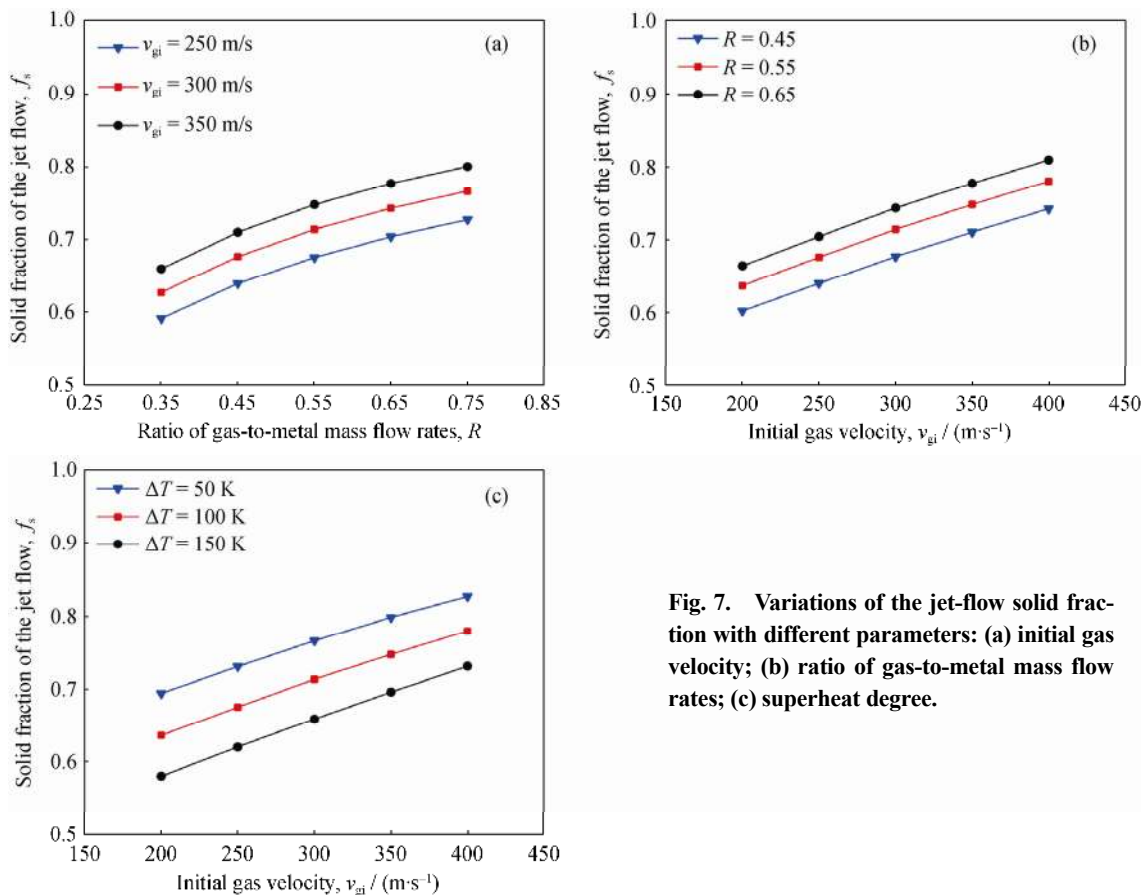 1.0
0.9
0.8
0.7
0.6
0.5
Solid fraction of the jet flow, fs
vgi = 250 m/s
vgi = 300 m/s
vgi = 350 m/s
(a)
0.25 0.35 0.45 0.55 0.65 0.75 0.85
Ratio of gas-to-metal mass flow rates, R
1.0
0.9
0.8
0.7
0.6
0.5
Solid fraction of the jet flow, fs
R = 0.45
R = 0.55
R = 0.65
(b)
150 200 250 300 350 400 450
Initial gas velocity, vgi / (m·s⁻¹)
1.0
0.9
0.8
0.7
0.6
0.5
Solid fraction of the jet flow, fs
ΔT = 50 K
ΔT = 100 K
ΔT = 150 K
(c)
150 200 250 300 350 400 450
Initial gas velocity, vgi / (m·s⁻¹)
Fig. 7. Variations of the jet-flow solid frac-
tion with different parameters: (a) initial gas
velocity; (b) ratio of gas-to-metal mass flow
rates; (c) superheat degree.